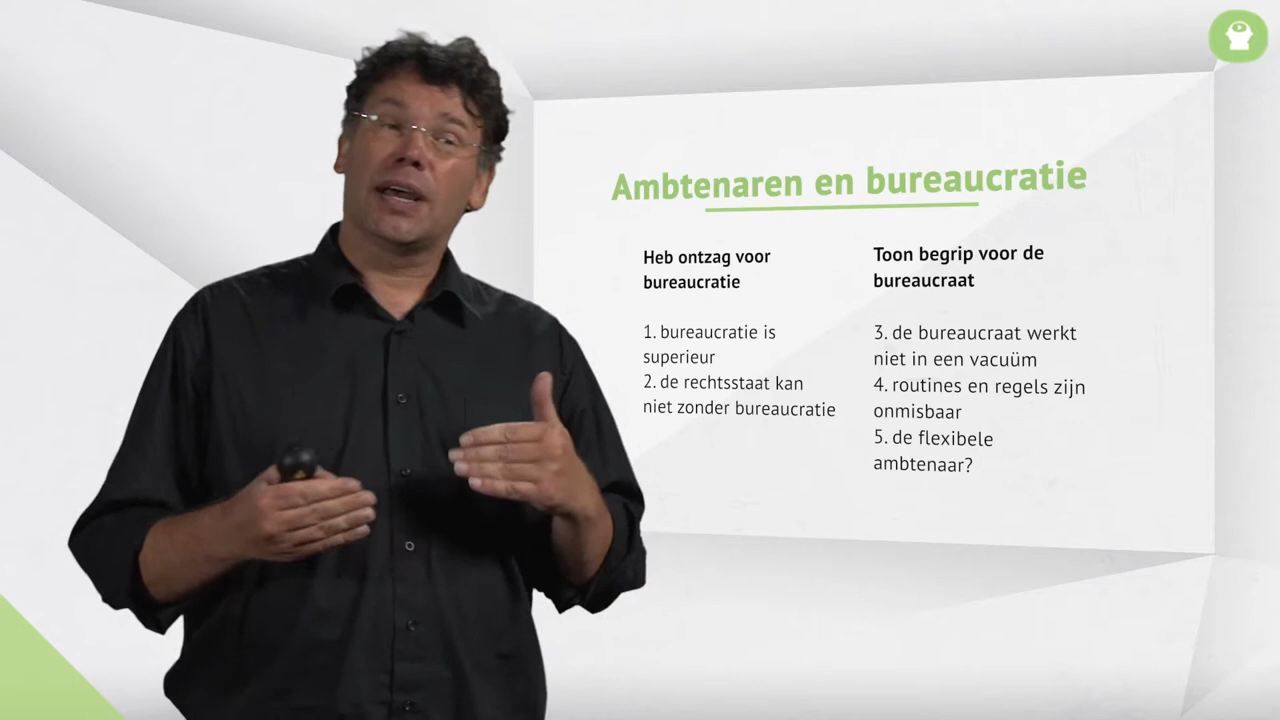 Ambtenaren en bureaucratie
Heb ontzag voor
bureaucratie
1. bureaucratie is
superieur
2. de rechtsstaat kan
niet zonder bureaucratie
Toon begrip voor de
bureaucraat
3. de bureaucraat werkt
niet in een vacuüm
4. routines en regels zijn
onmisbaar
5. de flexibele
ambtenaar?